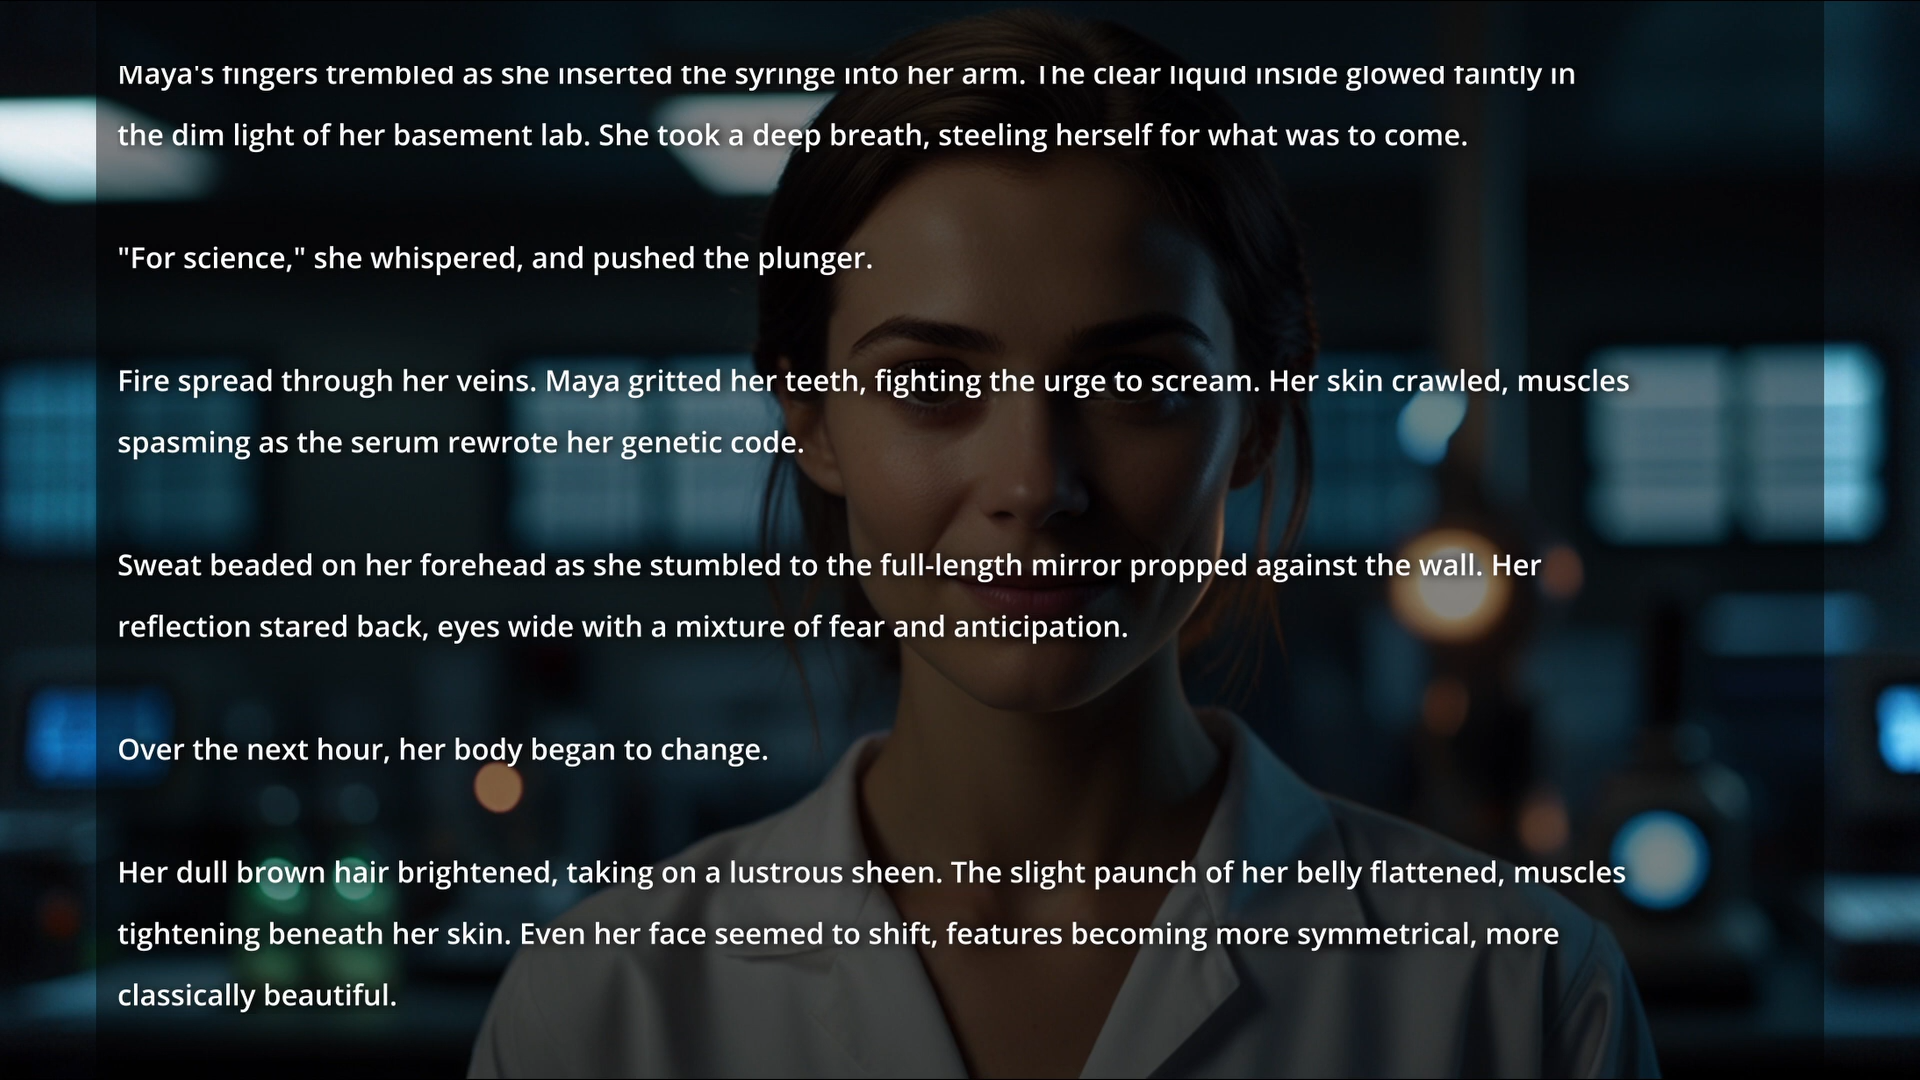 Maya's fingers trembled as she inserted the syringe into her arm. The clear liquid inside glowed faintly in
the dim light of her basement lab. She took a deep breath, steeling herself for what was to come.
"For science," she whispered, and pushed the plunger.
Fire spread through her veins. Maya gritted her teeth, fighting the urge to scream. Her skin crawled, muscles
spasming as the serum rewrote her genetic code.
Sweat beaded on her forehead as she stumbled to the full-length mirror propped against the wall. Her
reflection stared back, eyes wide with a mixture of fear and anticipation.
Over the next hour, her body began to change.
Her dull brown hair brightened, taking on a lustrous sheen. The slight paunch of her belly flattened, muscles
tightening beneath her skin. Even her face seemed to shift, features becoming more symmetrical, more
classically beautiful.